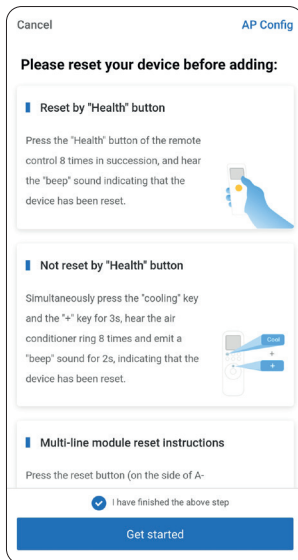 Cancel AP Config
Please reset your device before adding:
Reset by "Health" button
Press the "Health" button of the remote
control 8 times in succession, and hear
the "beep" sound indicating that the
device has been reset.
Not reset by "Health" button
Simultaneously press the "cooling" key
and the "+" key for 3s, hear the air
conditioner ring 8 times and emit a
"beep" sound for 2s, indicating that the
device has been reset.
Cool
+
+
Multi-line module reset instructions
Press the reset button (on the side of A-
I have finished the above step
Get started